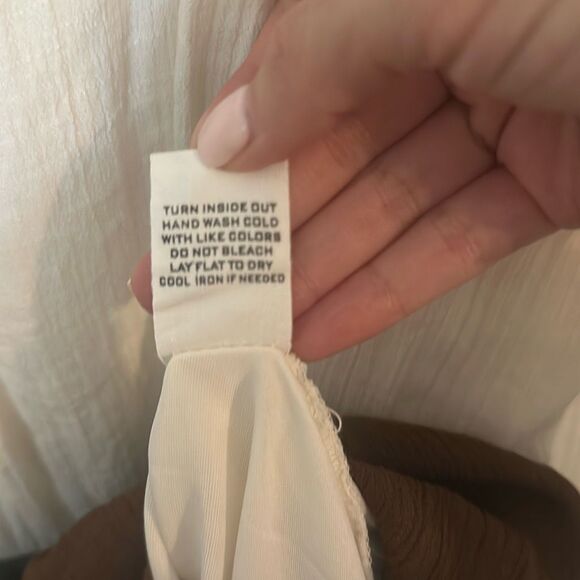 TURN INSIDE OUT
HAND WASH COLD
WITH LIKE COLORS
DO NOT BLEACH
LAY FLAT TO DRY
COOL IRON IF NEEDED